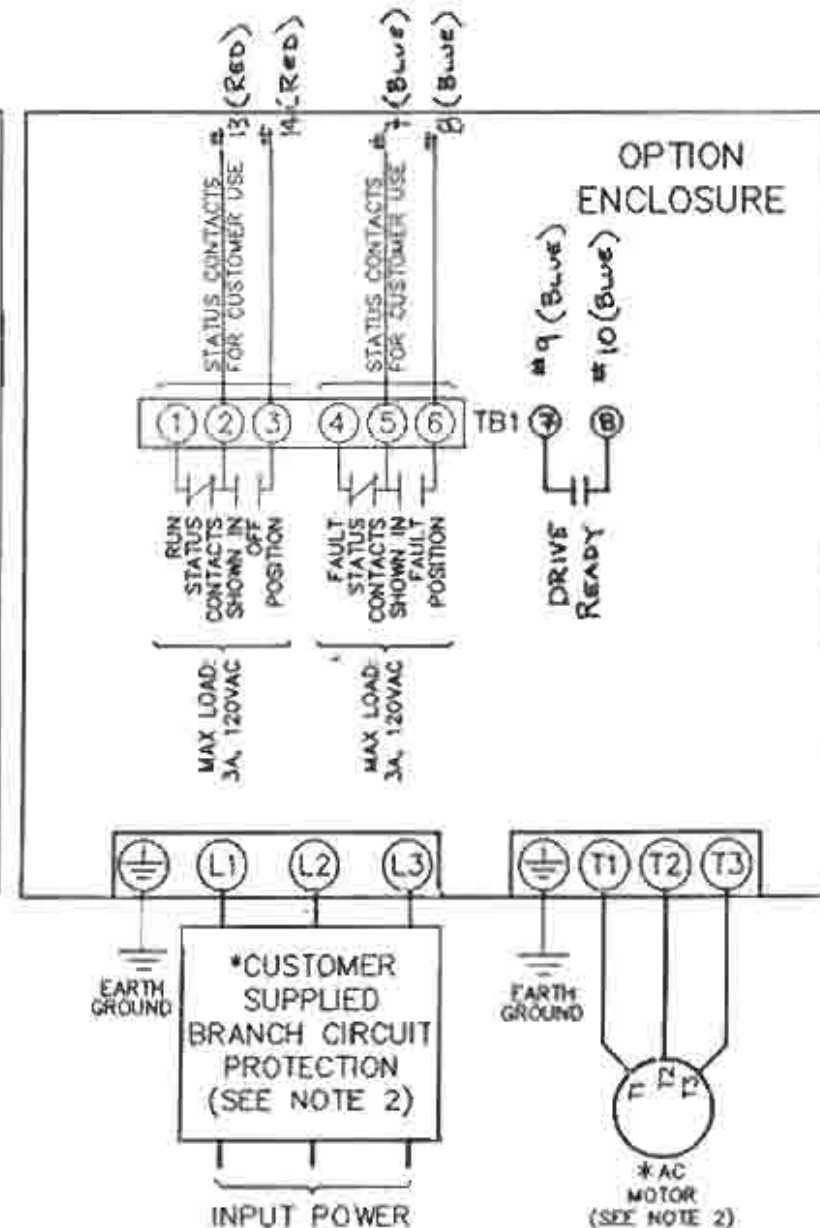 #13 (RED)
#14 (RED)
#7 (BLUE)
#8 (BLUE)
OPTION
ENCLOSURE
STATUS CONTACTS
FOR CUSTOMER USE
STATUS CONTACTS
FOR CUSTOMER USE
#9 (BLUE)
#10 (BLUE)
1 2 3 4 5 6 TB1 7 8
RUN
STATUS
CONTACTS
SHOWN IN
OFF
POSITION
FAULT
STATUS
CONTACTS
SHOWN IN
FAULT
POSITION
DRIVE
READY
MAX LOAD:
3A, 120VAC
MAX LOAD:
3A, 120VAC
L1 L2 L3
T1 T2 T3
EARTH
GROUND
*CUSTOMER
SUPPLIED
BRANCH CIRCUIT
PROTECTION
(SEE NOTE 2)
EARTH
GROUND
T1 T2 T3
*AC
MOTOR
(SEE NOTE 2)
INPUT POWER